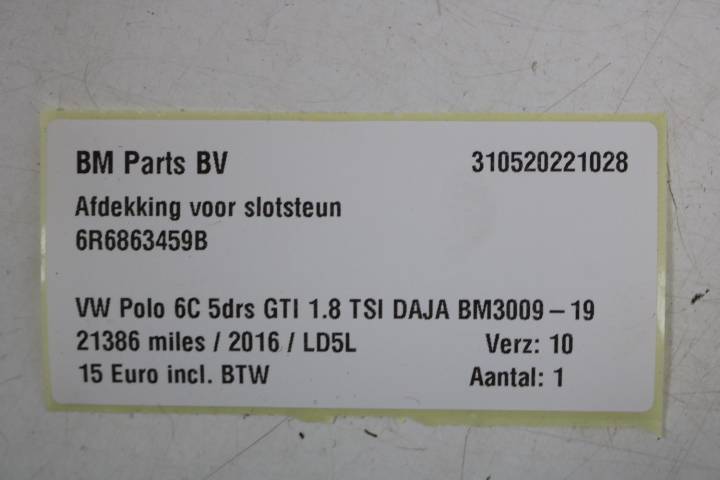 BM Parts BV 310520221028
Afdekking voor slotsteun
6R6863459B
VW Polo 6C 5drs GTI 1.8 TSI DAJA BM3009 – 19
21386 miles / 2016 / LD5L Verz: 10
15 Euro incl. BTW Aantal: 1